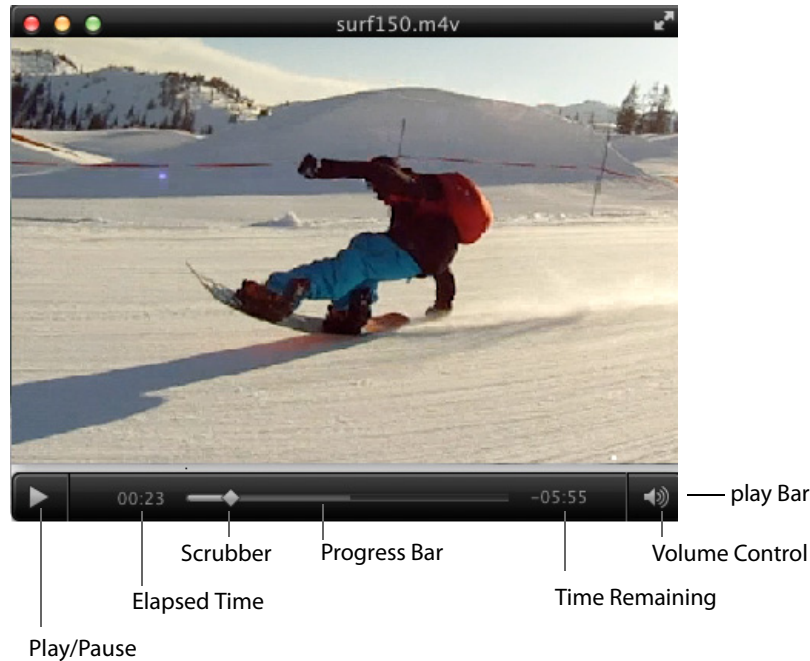 surf150.m4v
00:23
-05:55
play Bar
Scrubber
Progress Bar
Volume Control
Elapsed Time
Time Remaining
Play/Pause